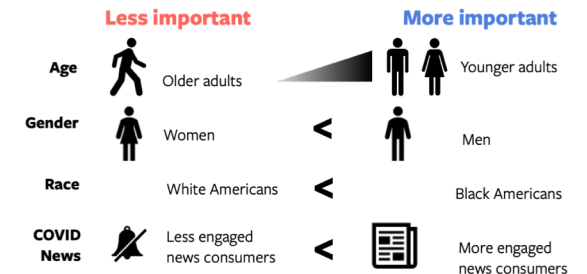 Less important
More important
Age
Older adults
Younger adults
Gender
Women
<
Men
Race
White Americans
<
Black Americans
COVID
News
Less engaged
news consumers
<
More engaged
news consumers